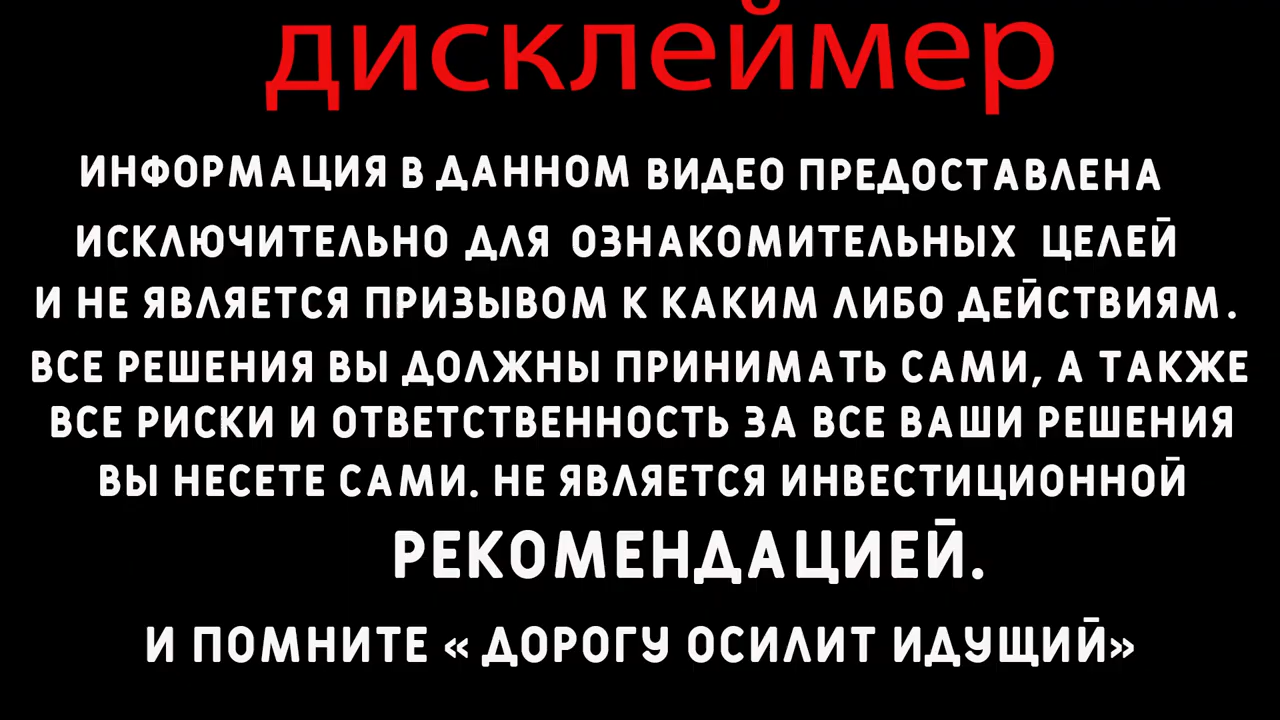 дисклеймер
ИНФОРМАЦИЯ В ДАННОМ ВИДЕО ПРЕДОСТАВЛЕНА
ИСКЛЮЧИТЕЛЬНО ДЛЯ ОЗНАКОМИТЕЛЬНЫХ ЦЕЛЕЙ
И НЕ ЯВЛЯЕТСЯ ПРИЗЫВОМ К КАКИМ ЛИБО ДЕЙСТВИЯМ.
ВСЕ РЕШЕНИЯ ВЫ ДОЛЖНЫ ПРИНИМАТЬ САМИ, А ТАКЖЕ
ВСЕ РИСКИ И ОТВЕТСТВЕННОСТЬ ЗА ВСЕ ВАШИ РЕШЕНИЯ
ВЫ НЕСЕТЕ САМИ. НЕ ЯВЛЯЕТСЯ ИНВЕСТИЦИОННОЙ
РЕКОМЕНДАЦИЕЙ.
И ПОМНИТЕ « ДОРОГУ ОСИЛИТ ИДУЩИЙ»